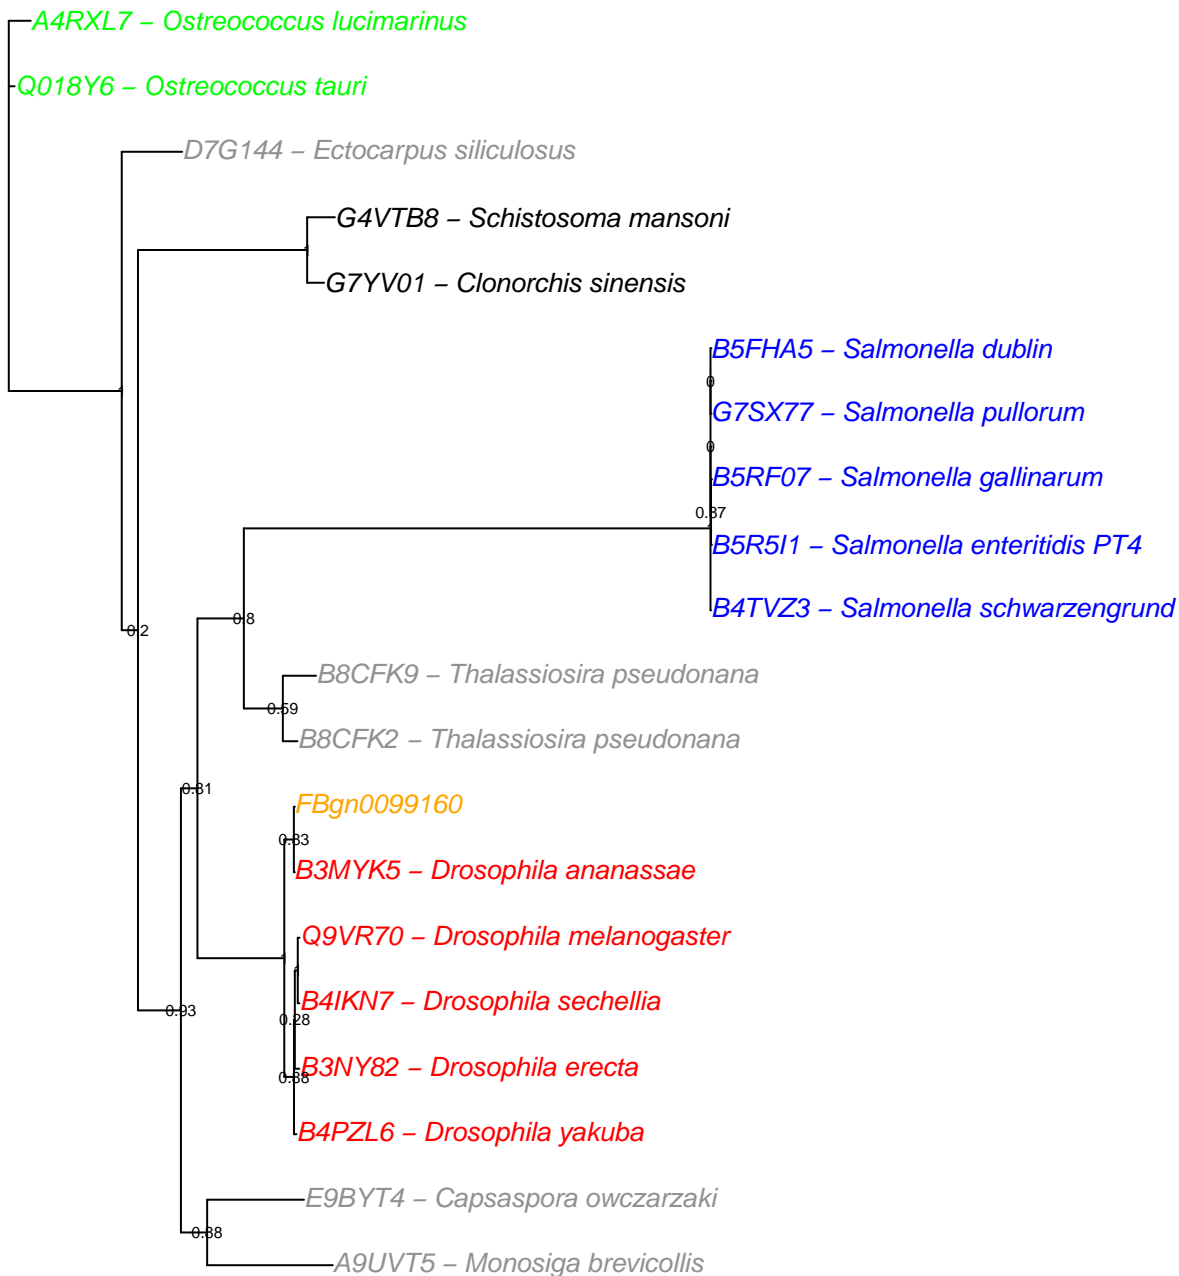 A4RXL7 – Ostreococcus lucimarinus
Q018Y6 – Ostreococcus tauri
D7G144 – Ectocarpus siliculosus
G4VTB8 – Schistosoma mansoni
1
G7YV01 – Clonorchis sinensis
B5FHA5 – Salmonella dublin
0
1
G7SX77 – Salmonella pullorum
0
B5RF07 – Salmonella gallinarum
0.87
1
B5R5I1 – Salmonella enteritidis PT4
B4TVZ3 – Salmonella schwarzengrund
0.8
0.2
B8CFK9 – Thalassiosira pseudonana
0.59
B8CFK2 – Thalassiosira pseudonana
0.81
FBgn0099160
0.83
B3MYK5 – Drosophila ananassae
Q9VR70 – Drosophila melanogaster
1
1
B4IKN7 – Drosophila sechellia
0.93
0.28
B3NY82 – Drosophila erecta
B4PZL6 – Drosophila yakuba
E9BYT4 – Capsaspora owczarzaki
A9UVT5 – Monosiga brevicollis